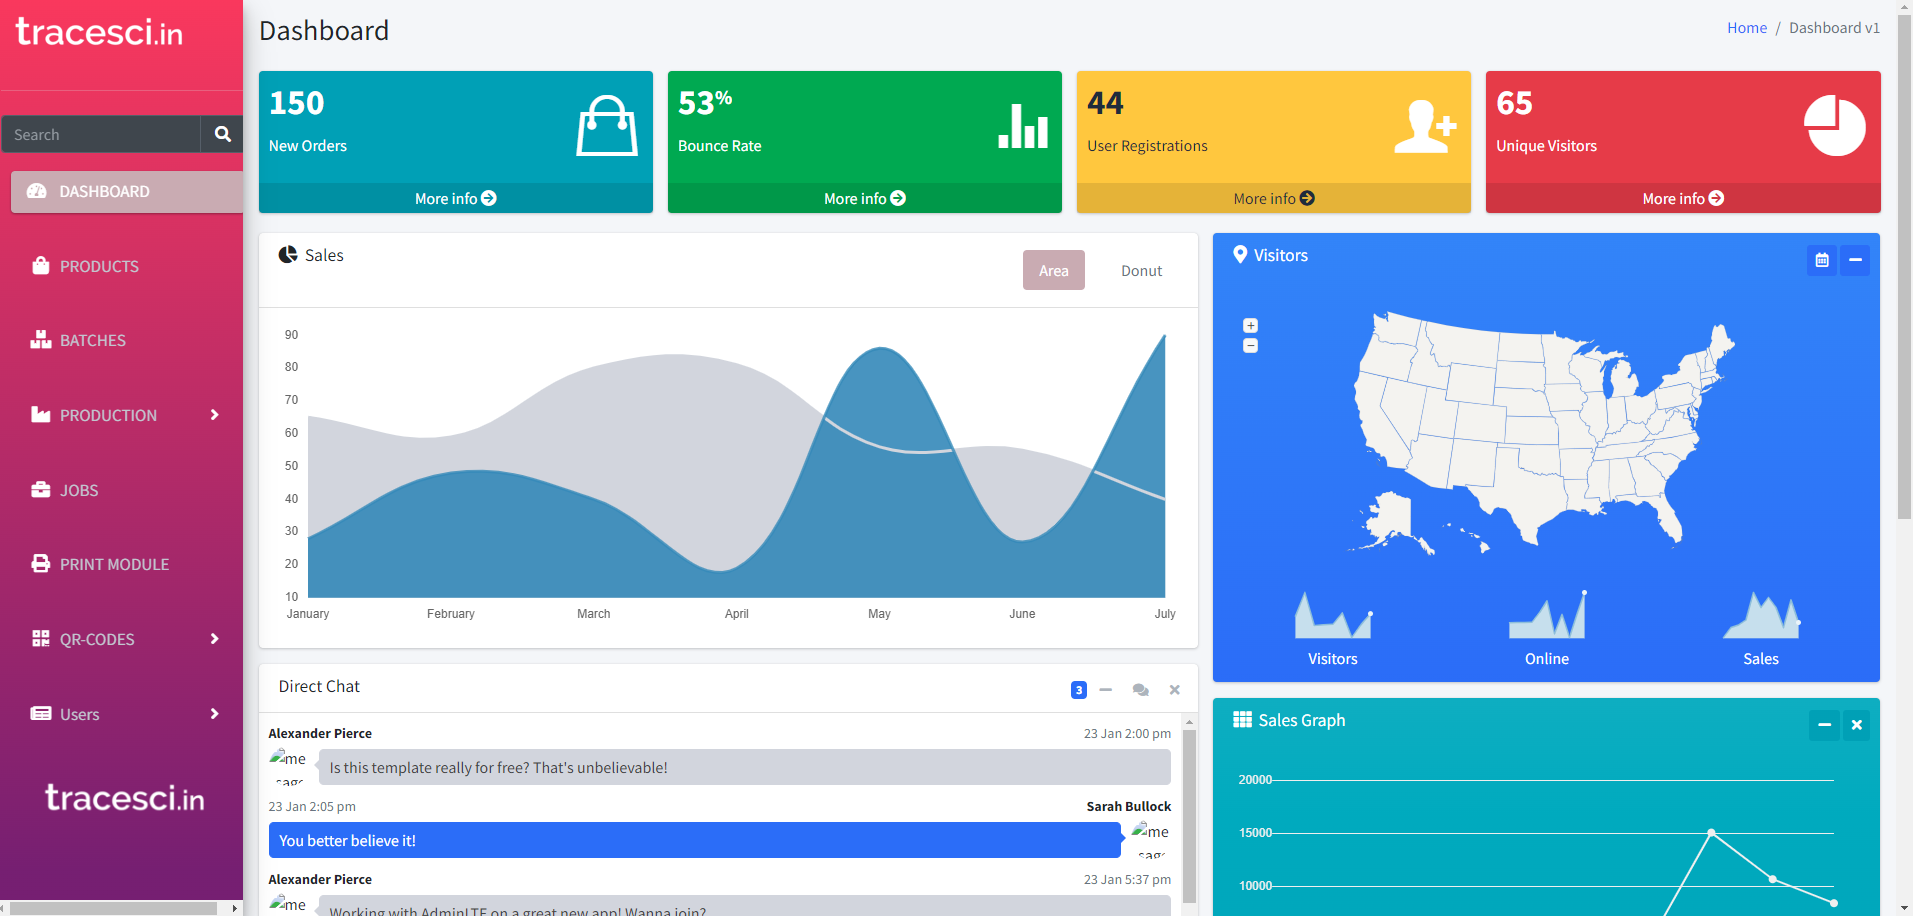 tracesci.in
Search
DASHBOARD
PRODUCTS
BATCHES
PRODUCTION
JOBS
PRINT MODULE
QR-CODES
Users
tracesci.in
Dashboard
Home / Dashboard v1
150
New Orders
More info
53%
Bounce Rate
More info
44
User Registrations
More info
65
Unique Visitors
More info
Sales
Area Donut
90
80
70
60
50
40
30
20
10
January February March April May June July
Visitors
+
−
Visitors Online Sales
Direct Chat
3
Alexander Pierce 23 Jan 2:00 pm
me
Is this template really for free? That's unbelievable!
23 Jan 2:05 pm Sarah Bullock
You better believe it!
me
Alexander Pierce 23 Jan 5:37 pm
me
Working with AdminLTE on a great new app! Wanna join?
Sales Graph
20000
15000
10000